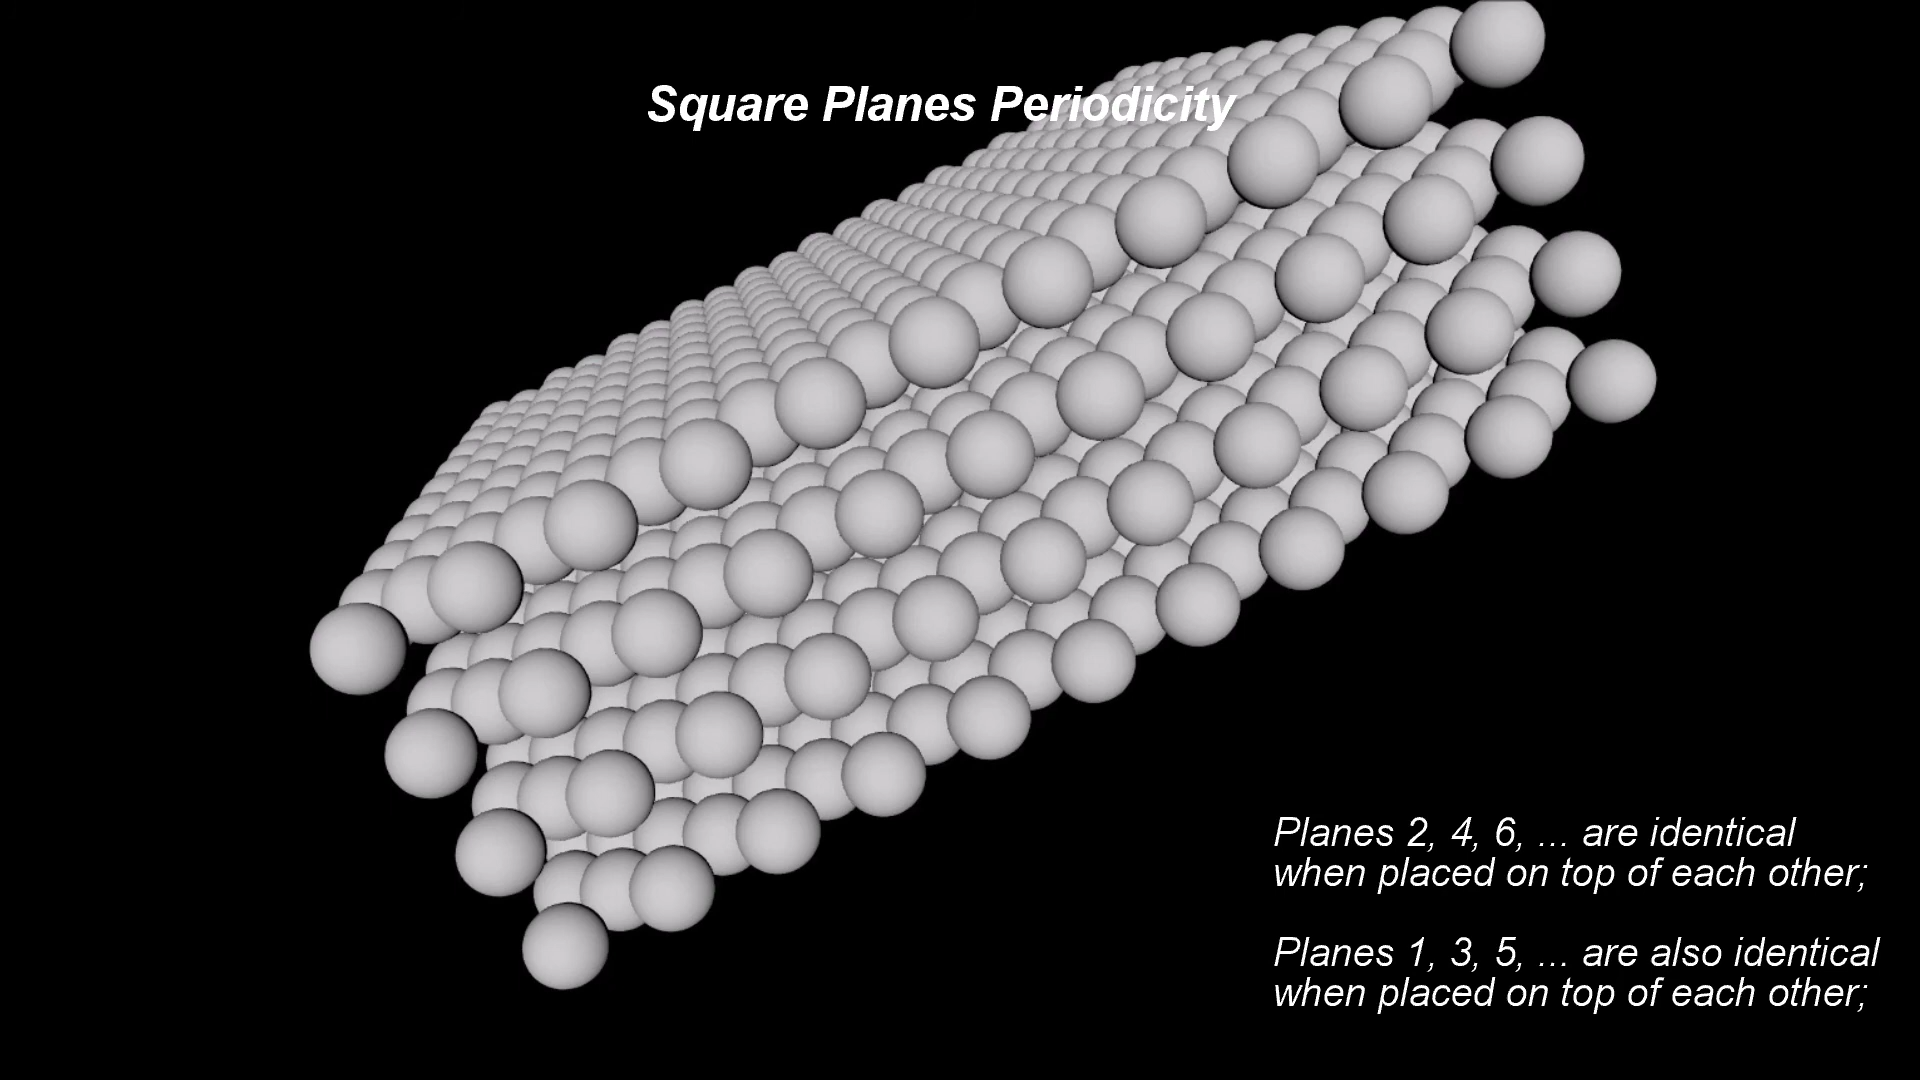 Square Planes Periodicity
Planes 2, 4, 6, ... are identical
when placed on top of each other;
Planes 1, 3, 5, ... are also identical
when placed on top of each other;